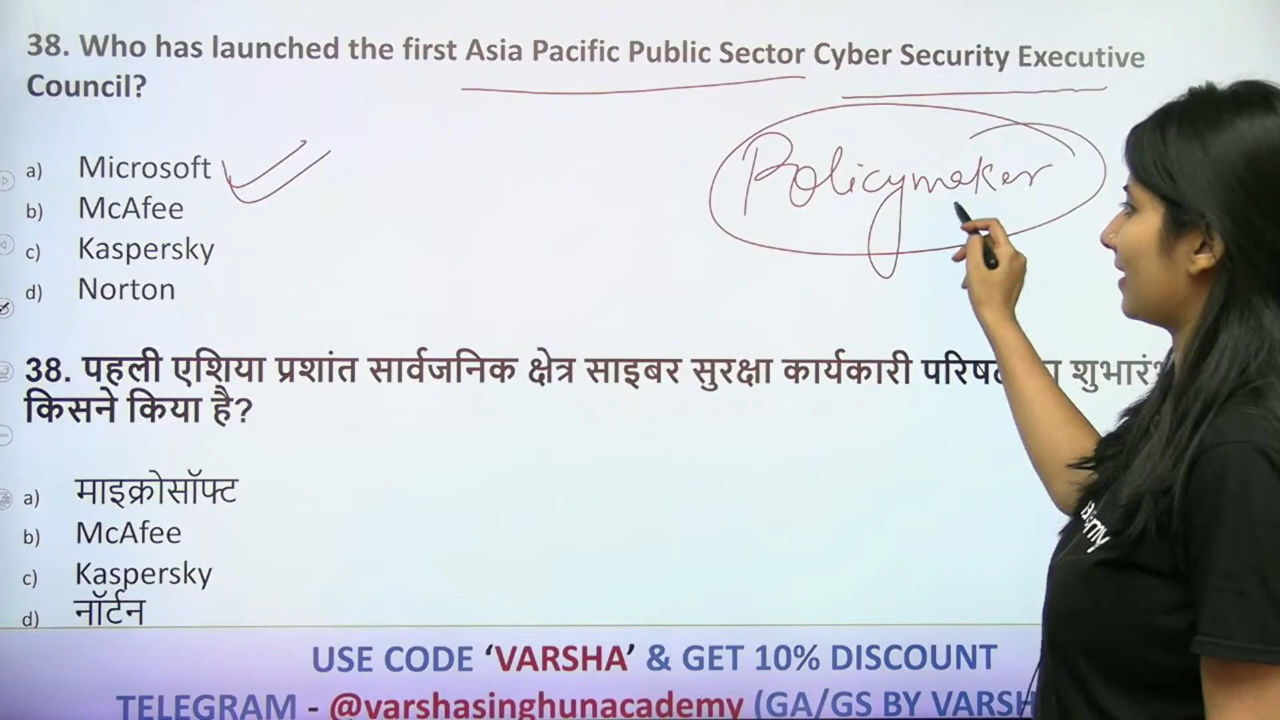 38. Who has launched the first Asia Pacific Public Sector Cyber Security Executive
Council?
Policymaker
a) Microsoft
b) McAfee
c) Kaspersky
d) Norton
38. पहली एशिया प्रशांत सार्वजनिक क्षेत्र साइबर सुरक्षा कार्यकारी
किसने किया है?
a) माइक्रोसॉफ्ट
b) McAfee
c) Kaspersky
d) नॉर्टन
USE CODE ‘VARSHA’ & GET 10% DISCOUNT
TELEGRAM - @varshasinghunacademy (GA/GS BY VARSH